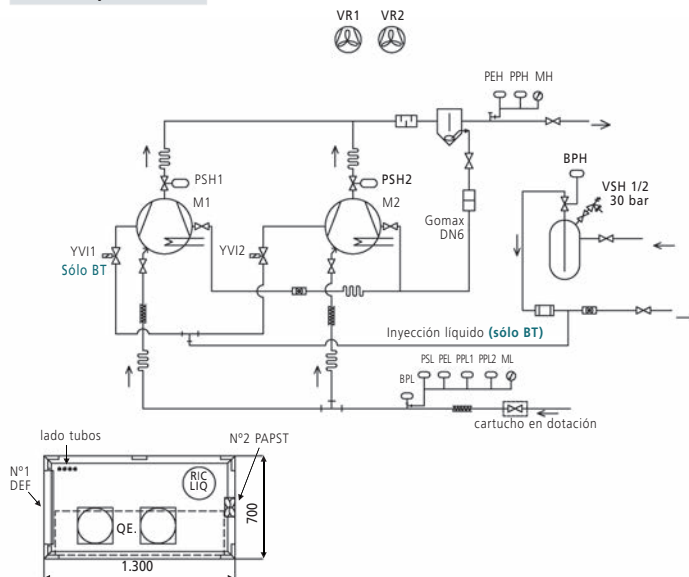 VR1 VR2
PEH PPH MH
BPH
VSH 1/2
30 bar
PSH1
PSH2
M1
M2
Gomax
DN6
YVI1
Sólo BT
YVI2
Inyección líquido (sólo BT)
PSL PEL PPL1 PPL2 ML
BPL
cartucho en dotación
lado tubos
Nº2 PAPST
Nº1
DEF
RIC
LIQ
QE.
700
1.300